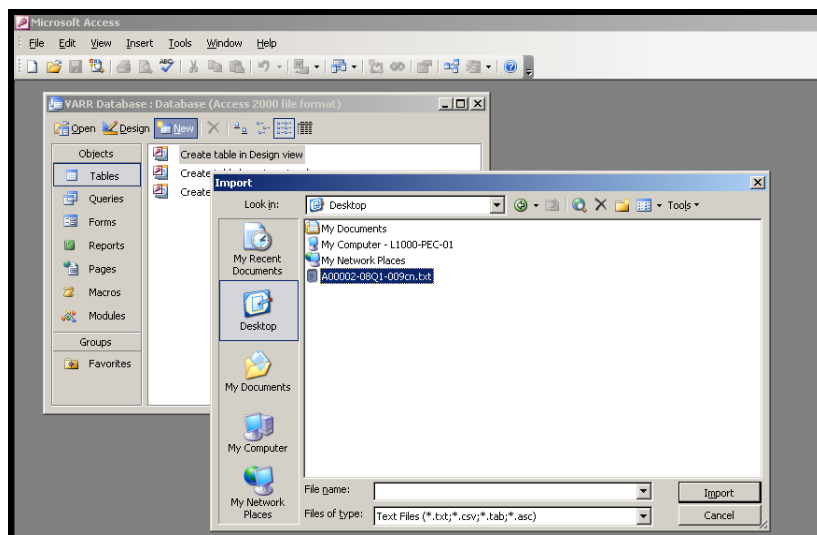 Microsoft Access
File Edit View Insert Tools Window Help
YARR Database : Database (Access 2000 file format)
Open Design New
Objects
Tables
Queries
Forms
Reports
Pages
Macros
Modules
Groups
Favorites
Create table in Design view
Create
Create
Import
Look in: Desktop Tools
My Recent Documents
Desktop
My Documents
My Computer
My Network Places
My Documents
My Computer - L1000-PEC-01
My Network Places
A00002-08Q1-009cn.txt
File name: Import
Files of type: Text Files (*.txt;*.csv;*.tab;*.asc) Cancel